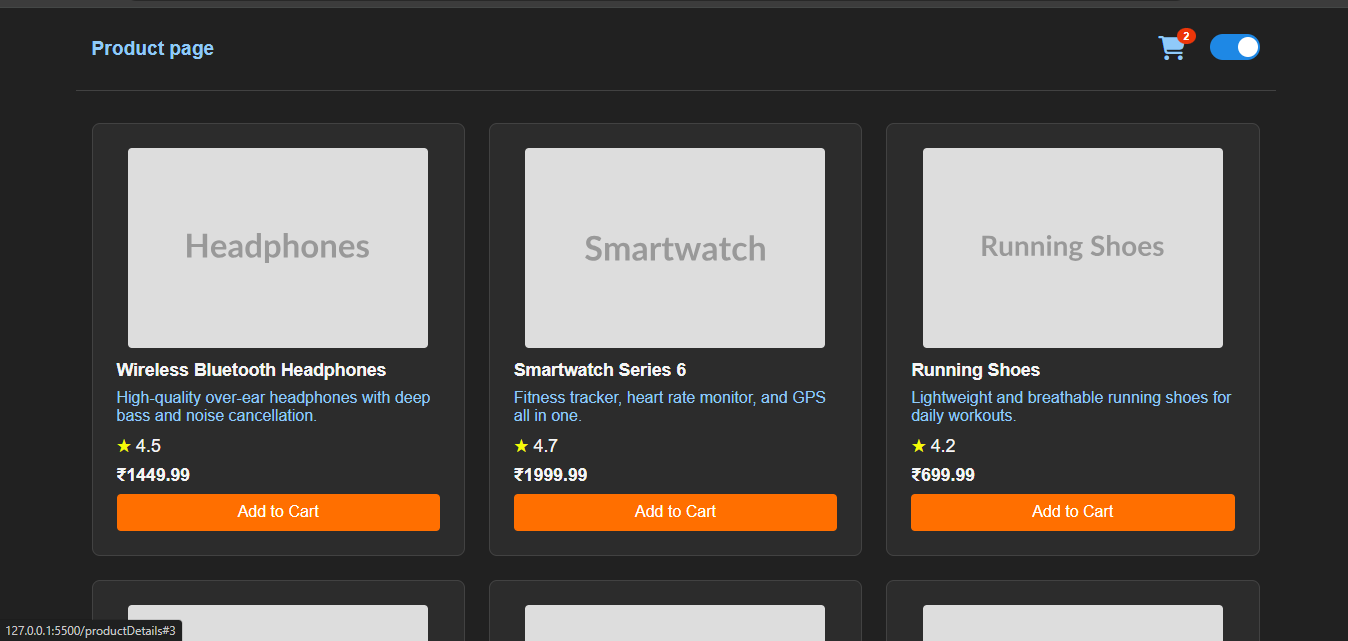 Product page
2
Headphones
Smartwatch
Running Shoes
Wireless Bluetooth Headphones
High-quality over-ear headphones with deep
bass and noise cancellation.
★ 4.5
₹1449.99
Add to Cart
Smartwatch Series 6
Fitness tracker, heart rate monitor, and GPS
all in one.
★ 4.7
₹1999.99
Add to Cart
Running Shoes
Lightweight and breathable running shoes for
daily workouts.
★ 4.2
₹699.99
Add to Cart
127.0.0.1:5500/productDetails#3